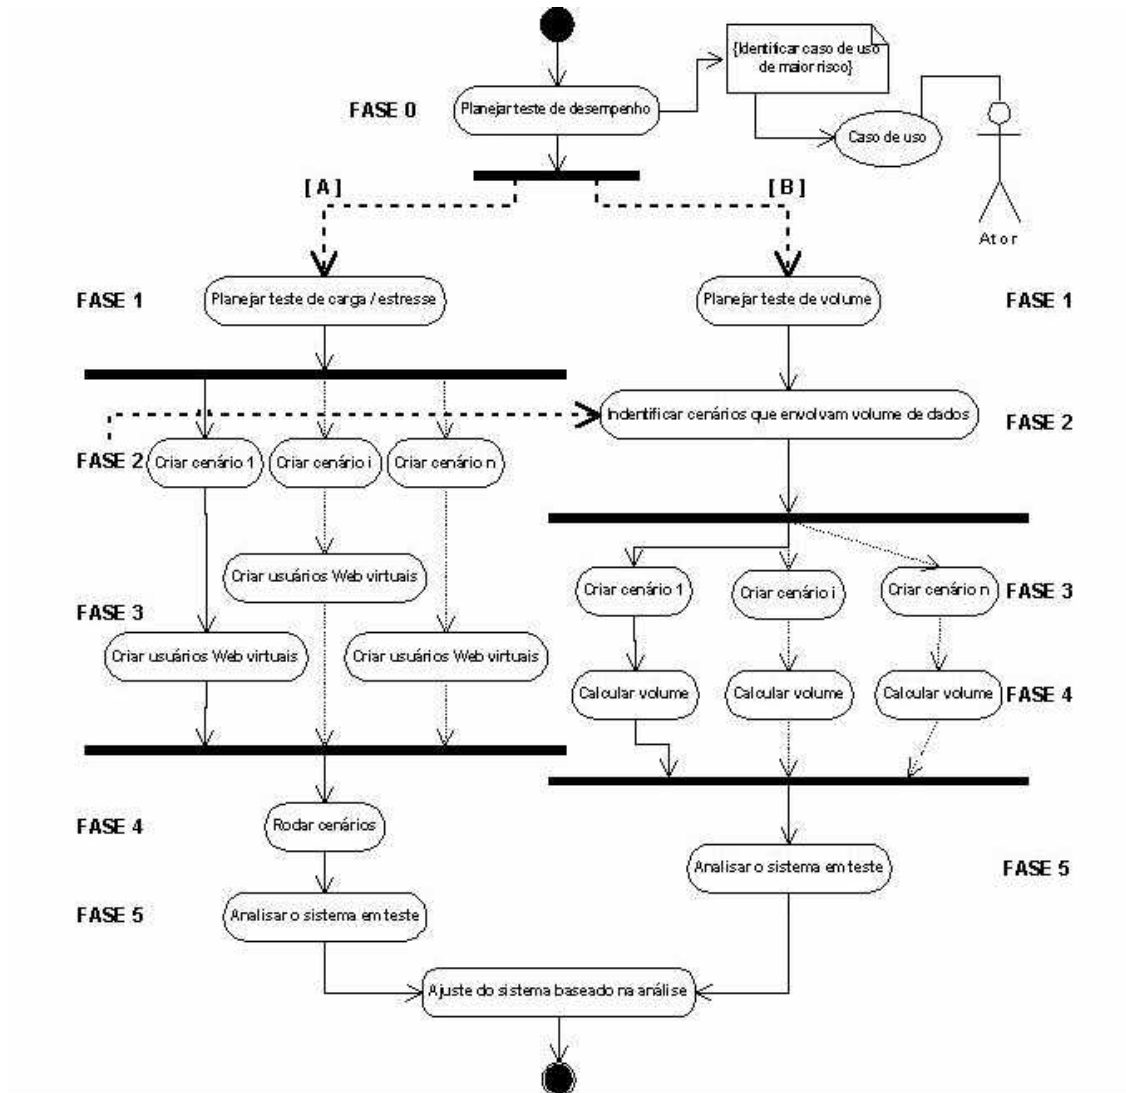 {Identificar caso de uso
de maior risco}
FASE 0
Planejar teste de desempenho
Caso de uso
[ A ]
[ B ]
Ator
FASE 1
Planejar teste de carga / estresse
Planejar teste de volume
FASE 1
Indentificar cenários que envolvam volume de dados
FASE 2
FASE 2
Criar cenário 1
Criar cenário i
Criar cenário n
Criar usuários Web virtuais
Criar cenário 1
Criar cenário i
Criar cenário n
FASE 3
FASE 3
Criar usuários Web virtuais
Criar usuários Web virtuais
Calcular volume
Calcular volume
Calcular volume
FASE 4
FASE 4
Rodar cenários
Analisar o sistema em teste
FASE 5
FASE 5
Analisar o sistema em teste
Ajuste do sistema baseado na análise